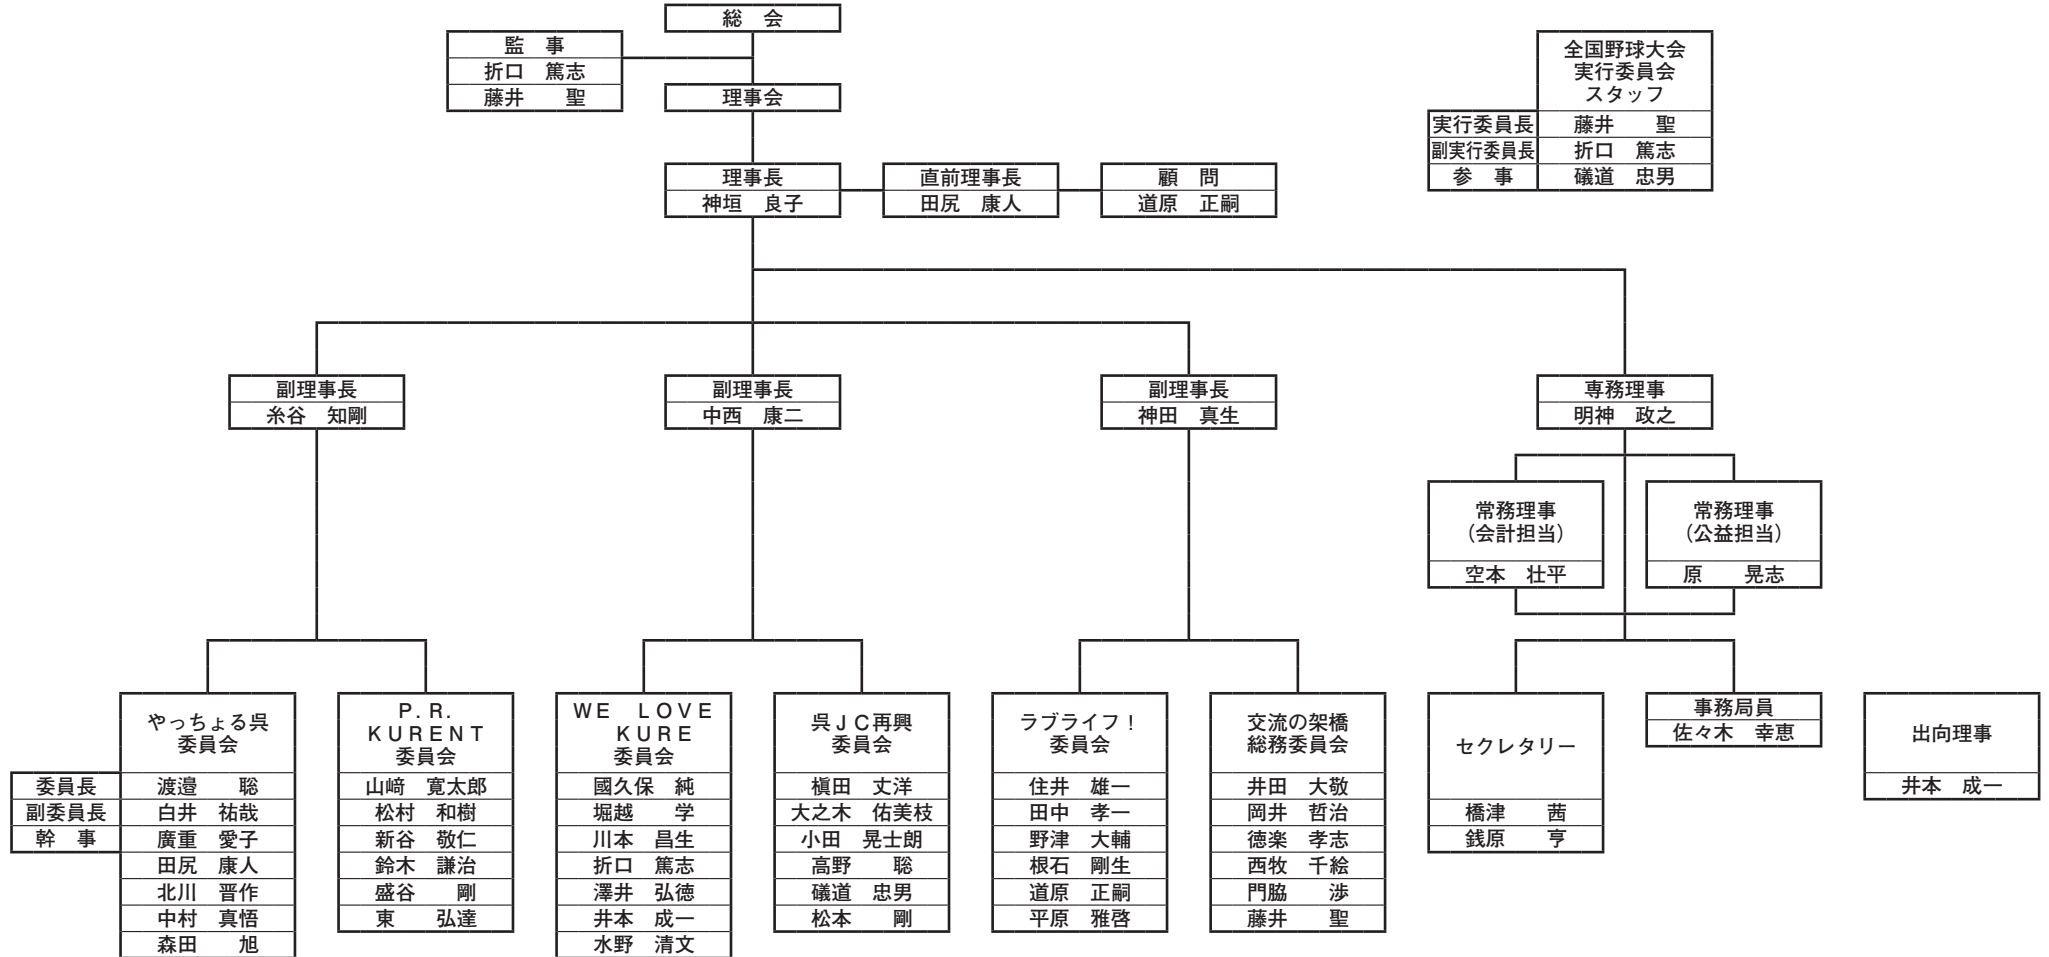 総　会
監　事
折口　篤志
藤井　　聖
理事会
全国野球大会
実行委員会
スタッフ
実行委員長　藤井　　聖
副実行委員長　折口　篤志
参　事　礒道　忠男
理事長
神垣　良子
直前理事長
田尻　康人
顧　問
道原　正嗣
副理事長
糸谷　知剛
副理事長
中西　康二
副理事長
神田　真生
専務理事
明神　政之
常務理事
（会計担当）
空本　壮平
常務理事
（公益担当）
原　　晃志
やっちょる呉
委員会
委員長　渡邉　　聡
副委員長　白井　祐哉
幹　事　廣重　愛子
田尻　康人
北川　晋作
中村　真悟
森田　　旭
Ｐ．Ｒ．
ＫＵＲＥＮＴ
委員会
山﨑　寛太郎
松村　和樹
新谷　敬仁
鈴木　謙治
盛谷　　剛
東　　弘達
ＷＥ　ＬＯＶＥ
ＫＵＲＥ
委員会
國久保　純
堀越　　学
川本　昌生
折口　篤志
澤井　弘徳
井本　成一
水野　清文
呉ＪＣ再興
委員会
槇田　丈洋
大之木　佑美枝
小田　晃士朗
高野　　聡
礒道　忠男
松本　　剛
ラブライフ！
委員会
住井　雄一
田中　孝一
野津　大輔
根石　剛生
道原　正嗣
平原　雅啓
交流の架橋
総務委員会
井田　大敬
岡井　哲治
徳楽　孝志
西牧　千絵
門脇　　渉
藤井　　聖
セクレタリー
橋津　　茜
銭原　　亨
事務局員
佐々木　幸恵
出向理事
井本　成一